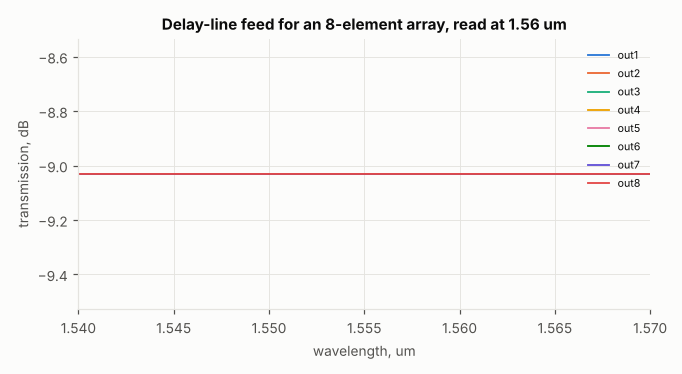 Delay-line feed for an 8-element array, read at 1.56 um
transmission, dB
−8.6
−8.8
−9.0
−9.2
−9.4
out1
out2
out3
out4
out5
out6
out7
out8
1.540 1.545 1.550 1.555 1.560 1.565 1.570
wavelength, um